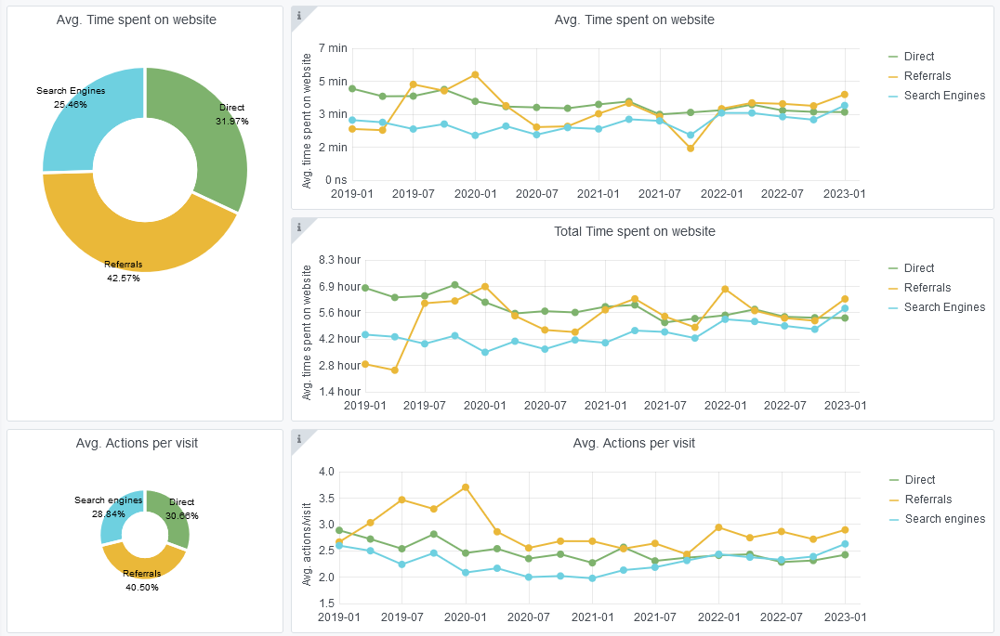 Avg. Time spent on website
Search Engines
25.46%
Direct
31.97%
Referrals
42.57%
i
Avg. Time spent on website
Avg. time spent on website
7 min
5 min
3 min
2 min
0 ns
2019-01 2019-07 2020-01 2020-07 2021-01 2021-07 2022-01 2022-07 2023-01
Direct
Referrals
Search Engines
i
Total Time spent on website
Avg. time spent on website
8.3 hour
6.9 hour
5.6 hour
4.2 hour
2.8 hour
1.4 hour
2019-01 2019-07 2020-01 2020-07 2021-01 2021-07 2022-01 2022-07 2023-01
Direct
Referrals
Search Engines
Avg. Actions per visit
Search engines
28.84%
Direct
30.66%
Referrals
40.50%
i
Avg. Actions per visit
Avg. actions/visit
4.0
3.5
3.0
2.5
2.0
1.5
2019-01 2019-07 2020-01 2020-07 2021-01 2021-07 2022-01 2022-07 2023-01
Direct
Referrals
Search engines